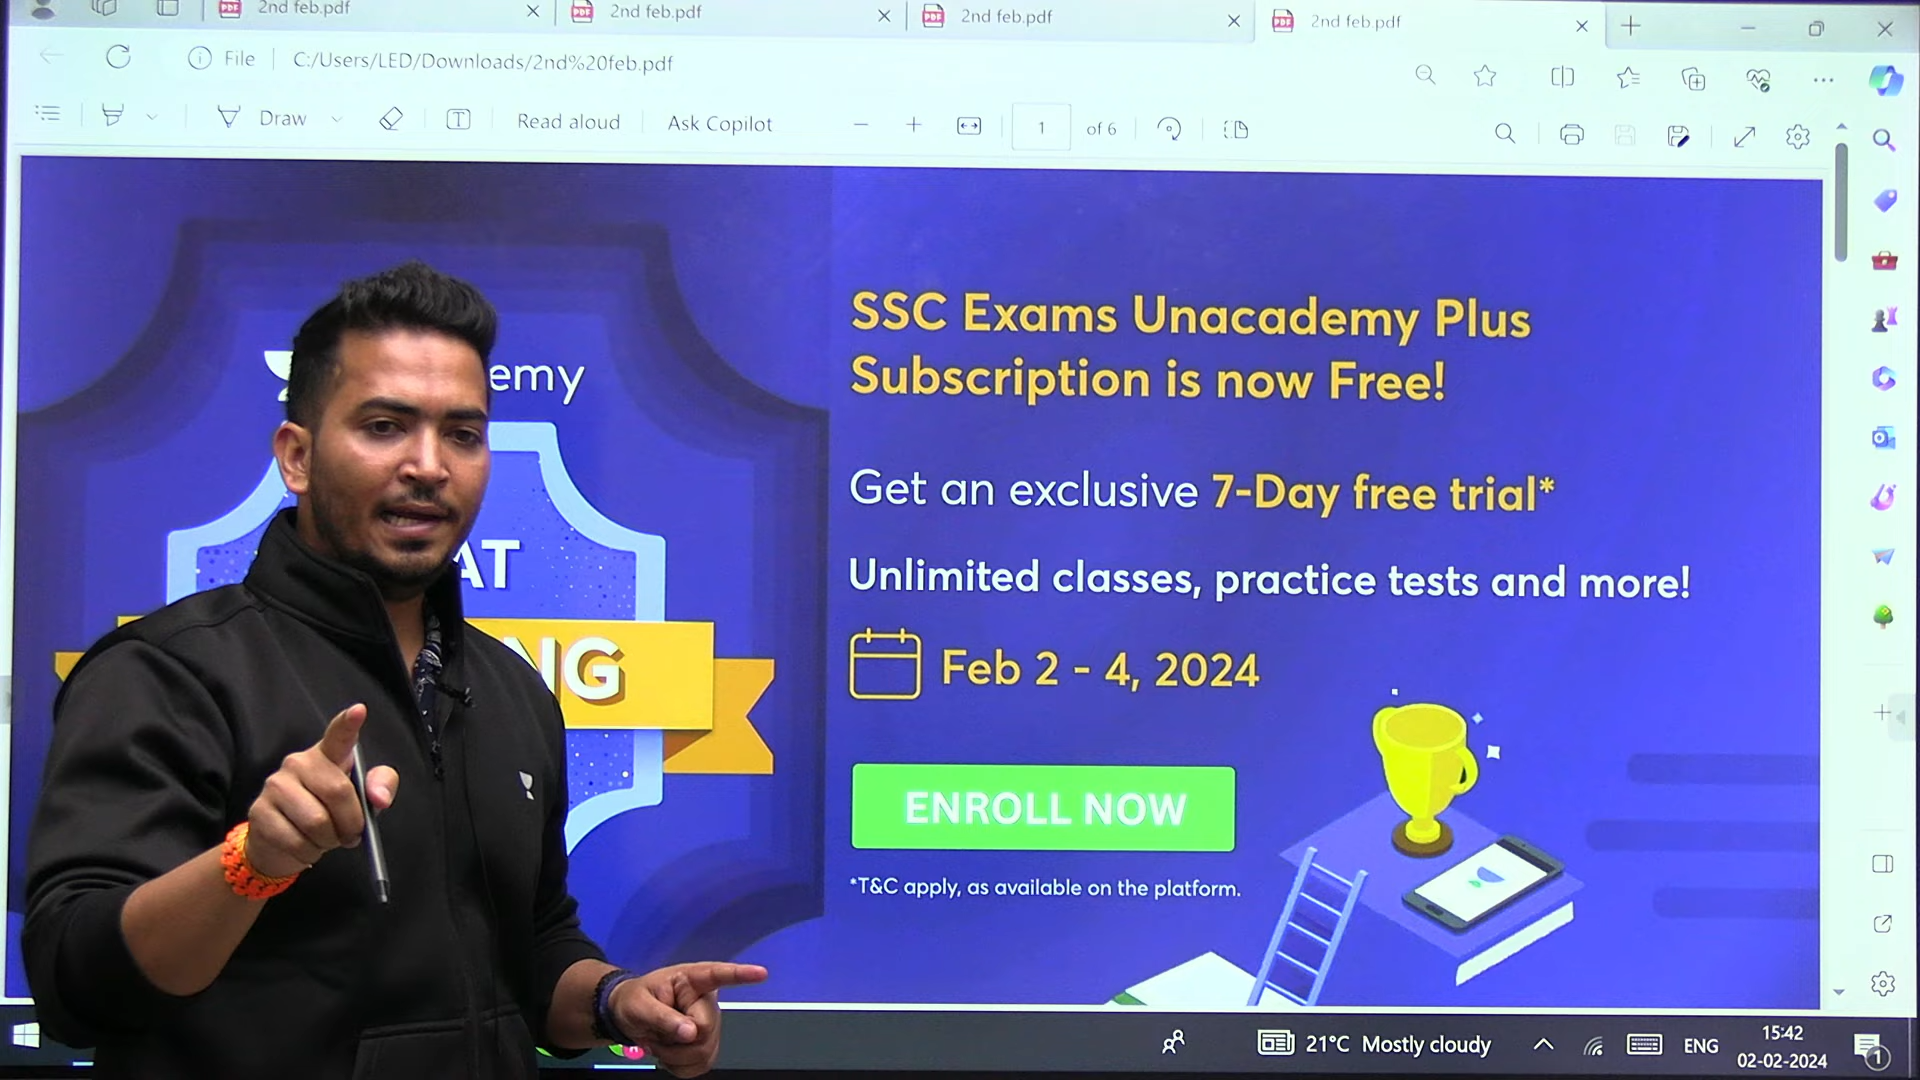 2nd feb.pdf
2nd feb.pdf
2nd feb.pdf
2nd feb.pdf
File
C:/Users/LED/Downloads/2nd%20feb.pdf
Draw
Read aloud
Ask Copilot
1 of 6
emy
AT
NG
SSC Exams Unacademy Plus
Subscription is now Free!
Get an exclusive 7-Day free trial*
Unlimited classes, practice tests and more!
Feb 2 - 4, 2024
ENROLL NOW
*T&C apply, as available on the platform.
21°C Mostly cloudy
ENG
15:42
02-02-2024
1